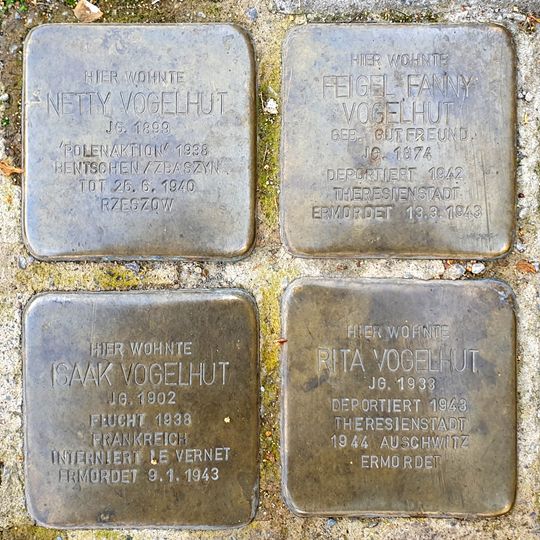 HIER WOHNTE
NETTY VOGELHUT
JG. 1899
'POLENAKTION' 1938
BENTSCHEN/ZBASZYN
TOT 26.6.1940
RZESZOW
HIER WOHNTE
FEIGEL FANNY
VOGELHUT
GEB. GUTFREUND
JG. 1874
DEPORTIERT 1942
THERESIENSTADT
ERMORDET 13.9.1943
HIER WOHNTE
ISAAK VOGELHUT
JG. 1902
FLUCHT 1938
FRANKREICH
INTERNIERT LE VERNET
ERMORDET 9.1.1943
HIER WOHNTE
RITA VOGELHUT
JG. 1933
DEPORTIERT 1943
THERESIENSTADT
1944 AUSCHWITZ
ERMORDET